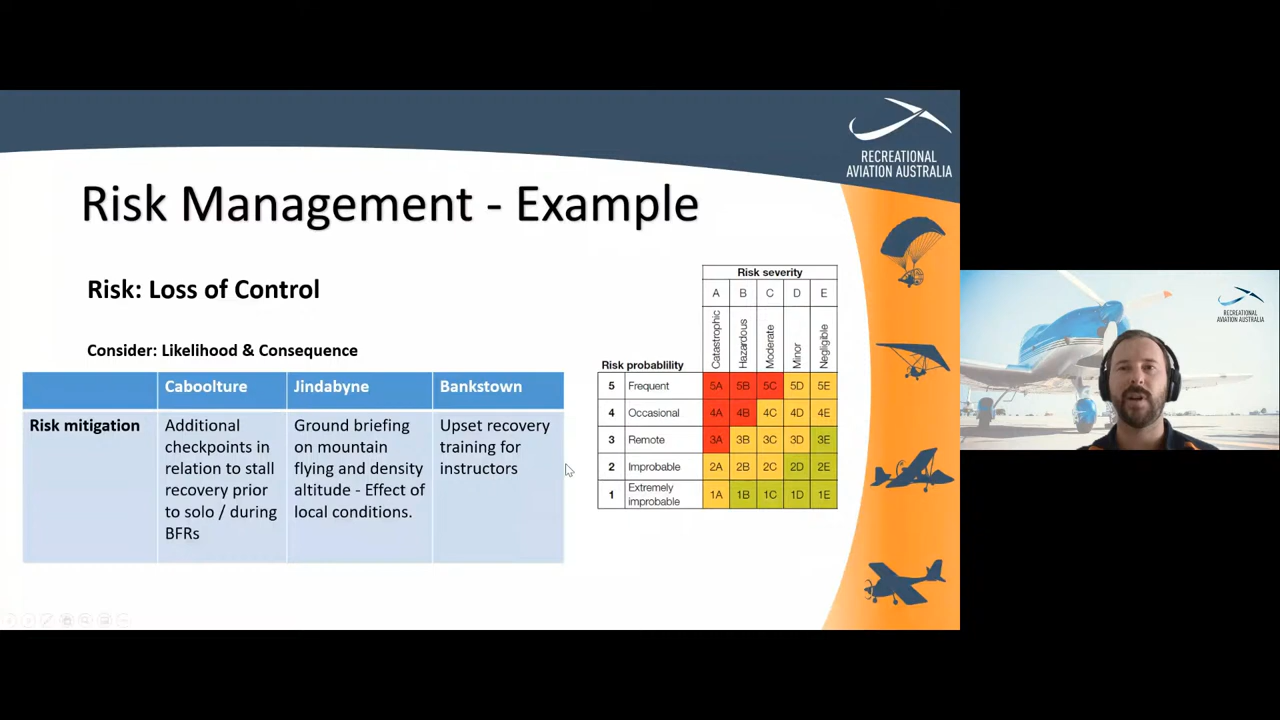 RECREATIONAL
AVIATION AUSTRALIA
Risk Management - Example
Risk: Loss of Control
Consider: Likelihood & Consequence
Caboolture Jindabyne Bankstown
Risk mitigation
Additional
checkpoints in
relation to stall
recovery prior
to solo / during
BFRs
Ground briefing
on mountain
flying and density
altitude - Effect of
local conditions.
Upset recovery
training for
instructors
Risk severity
A B C D E
Catastrophic
Hazardous
Moderate
Minor
Negligible
Risk probablility
5 Frequent 5A 5B 5C 5D 5E
4 Occasional 4A 4B 4C 4D 4E
3 Remote 3A 3B 3C 3D 3E
2 Improbable 2A 2B 2C 2D 2E
1 Extremely improbable 1A 1B 1C 1D 1E
RECREATIONAL
AVIATION AUSTRALIA